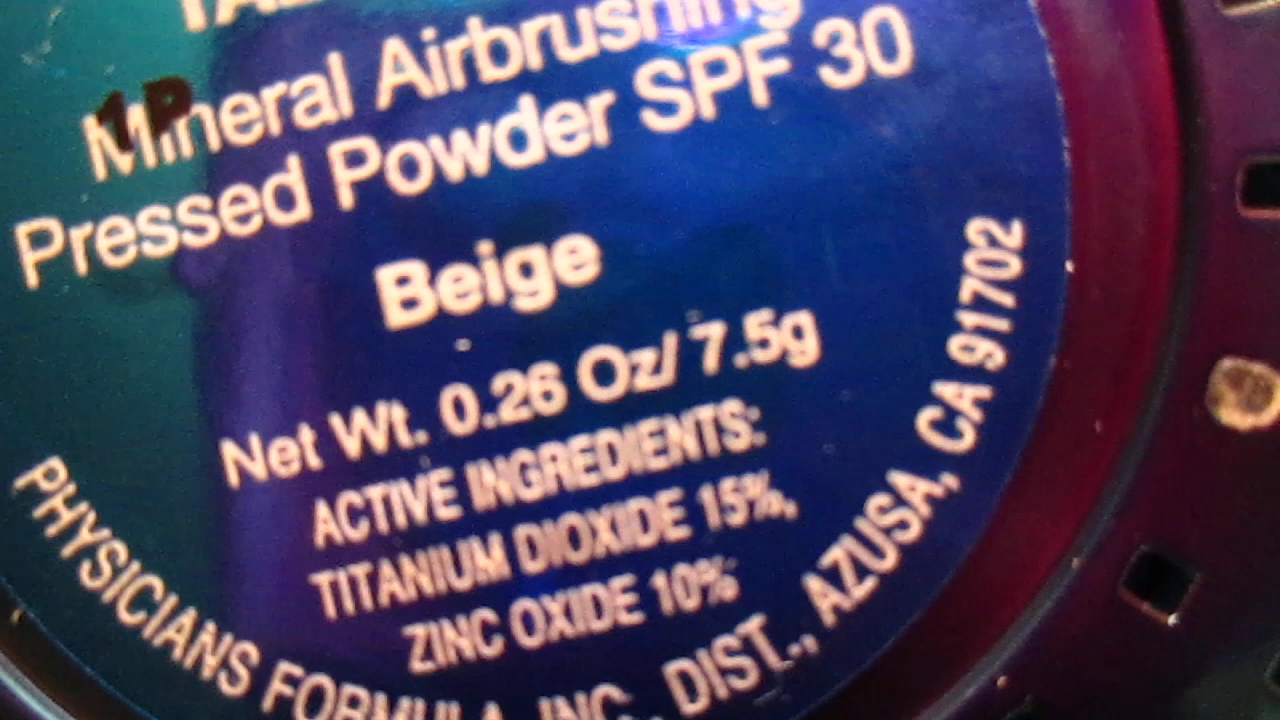 Mineral Airbrushing
Pressed Powder SPF 30
1P
Beige
Net Wt. 0.26 Oz/ 7.5g
ACTIVE INGREDIENTS:
TITANIUM DIOXIDE 15%,
ZINC OXIDE 10%
PHYSICIANS FORMULA, INC., DIST., AZUSA, CA 91702